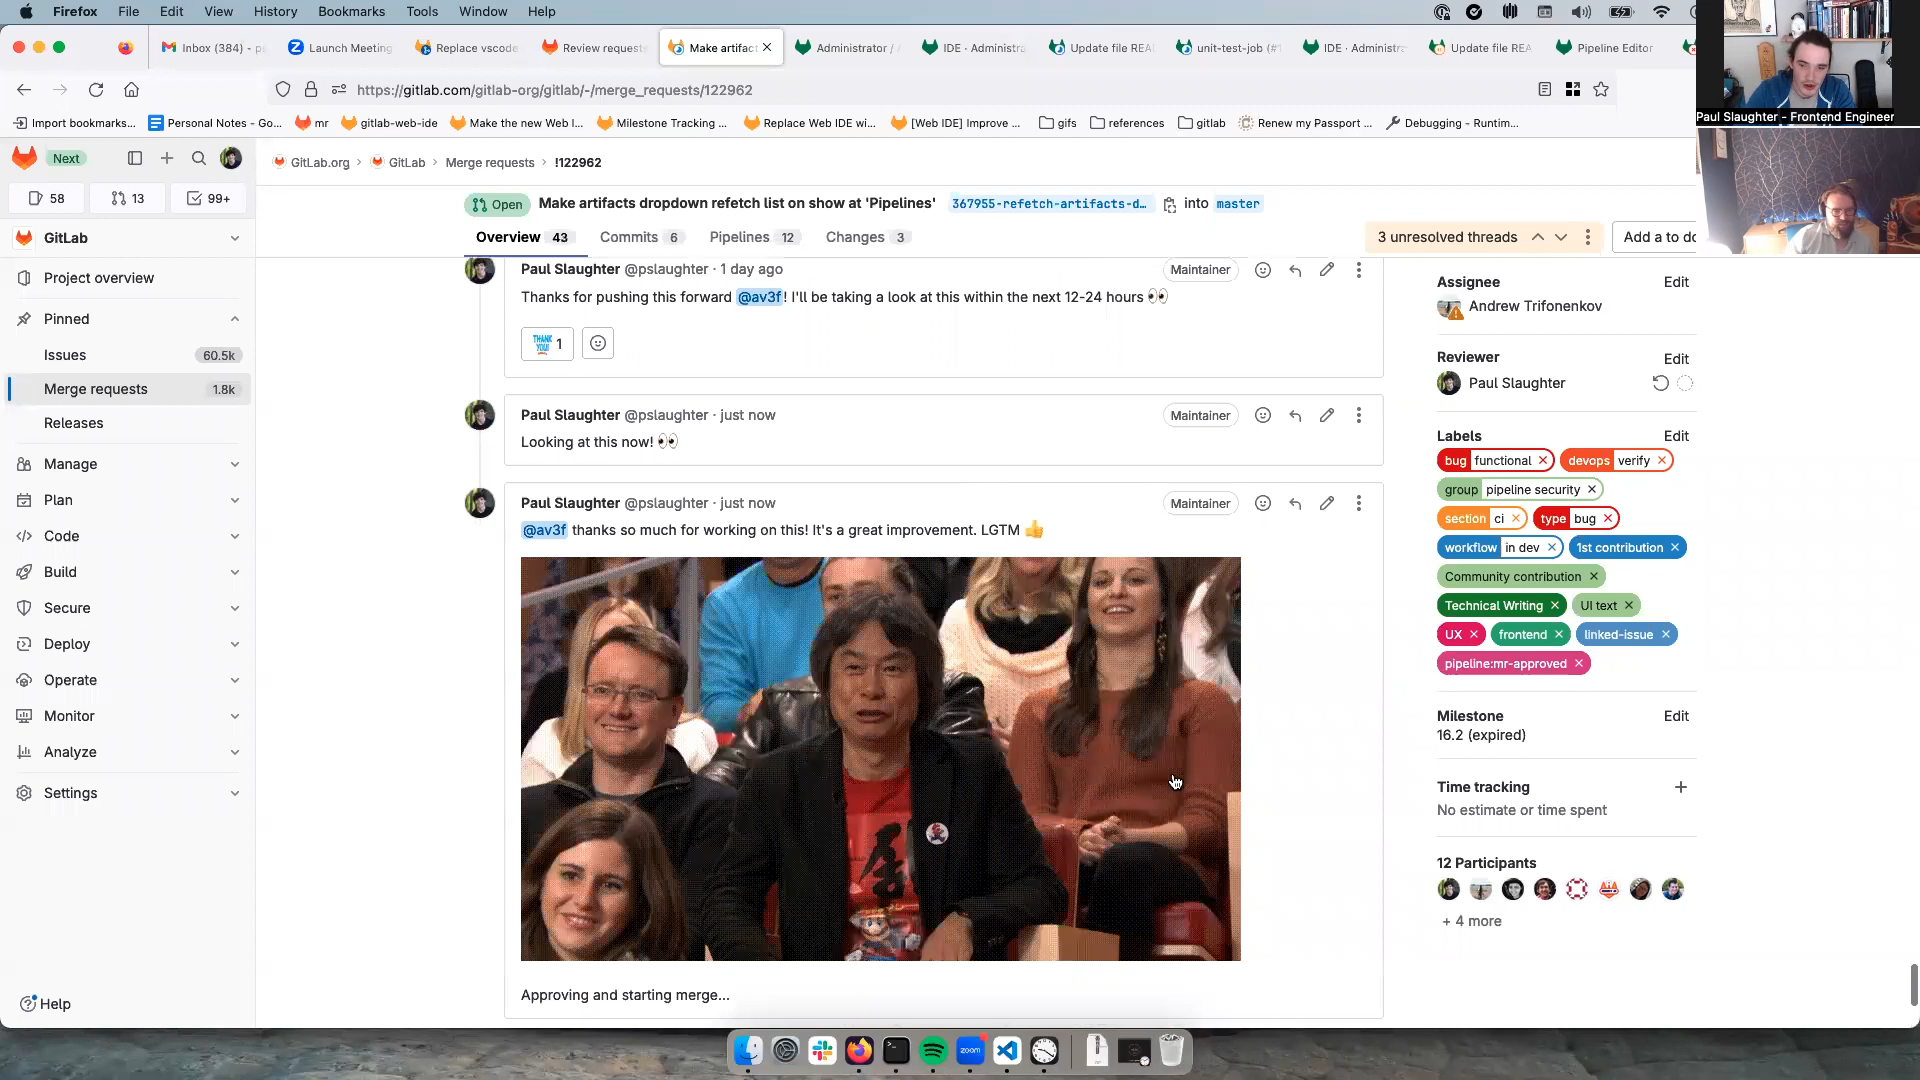 Firefox File Edit View History Bookmarks Tools Window Help
Inbox (384) - p Launch Meeting Replace vscode Review request Make artifact Administrator / IDE - Administra Update file REA unit-test-job (#1 IDE - Administra Update file REA Pipeline Editor
https://gitlab.com/gitlab-org/gitlab/-/merge_requests/122962
Import bookmarks... Personal Notes - Go... mr gitlab-web-ide Make the new Web I... Milestone Tracking ... Replace Web IDE wi... [Web IDE] Improve ... gifs references gitlab Renew my Passport ... Debugging - Runtim...
Paul Slaughter - Frontend Engineer
Next
58 13 99+
GitLab
Project overview
Pinned
Issues 60.5k
Merge requests 1.8k
Releases
Manage
Plan
Code
Build
Secure
Deploy
Operate
Monitor
Analyze
Settings
Help
GitLab.org GitLab Merge requests !122962
Open Make artifacts dropdown refetch list on show at 'Pipelines' 367955-refetch-artifacts-d... into master
Overview 43 Commits 6 Pipelines 12 Changes 3
3 unresolved threads Add a to do
Paul Slaughter @pslaughter · 1 day ago Maintainer
Thanks for pushing this forward @av3f! I'll be taking a look at this within the next 12-24 hours 👀
THANK YOU! 1
Paul Slaughter @pslaughter · just now Maintainer
Looking at this now! 👀
Paul Slaughter @pslaughter · just now Maintainer
@av3f thanks so much for working on this! It's a great improvement. LGTM 👍
Approving and starting merge...
Assignee Edit
Andrew Trifonenkov
Reviewer Edit
Paul Slaughter
Labels Edit
bug functional devops verify
group pipeline security
section ci type bug
workflow in dev 1st contribution
Community contribution
Technical Writing UI text
UX frontend linked-issue
pipeline:mr-approved
Milestone Edit
16.2 (expired)
Time tracking
No estimate or time spent
12 Participants
+ 4 more
zoom